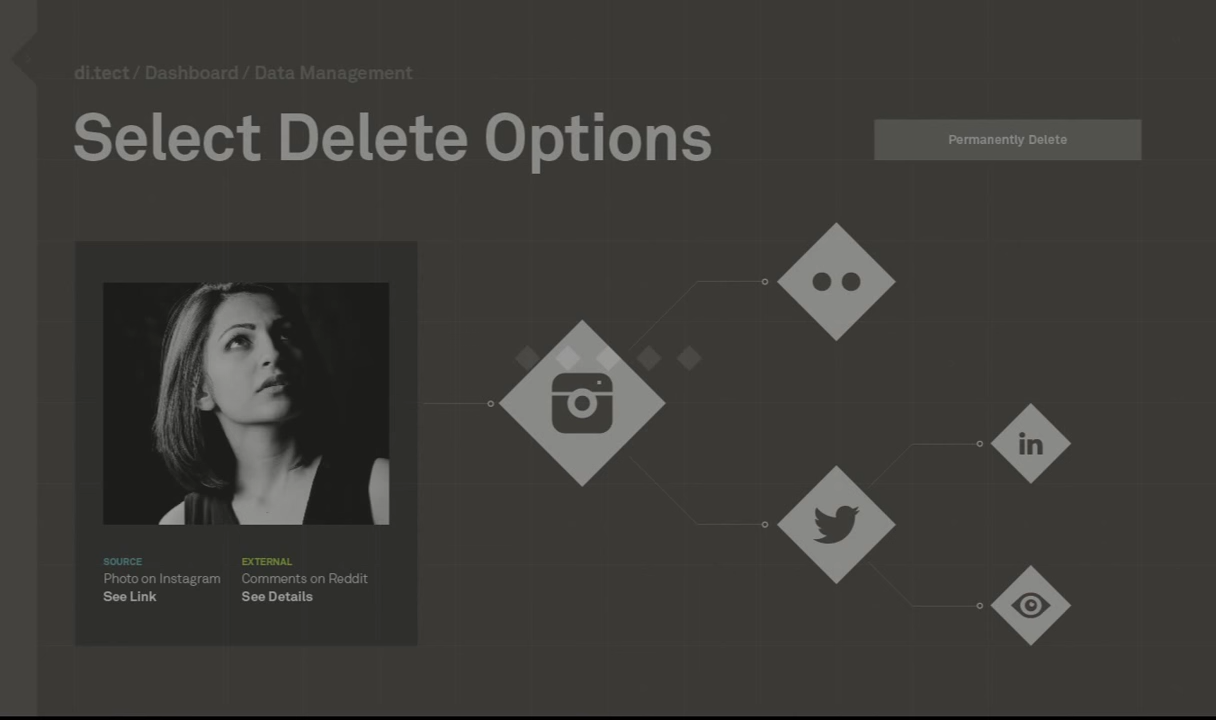 di.tect / Dashboard / Data Management
Select Delete Options
Permanently Delete
in
SOURCE
Photo on Instagram
See Link
EXTERNAL
Comments on Reddit
See Details